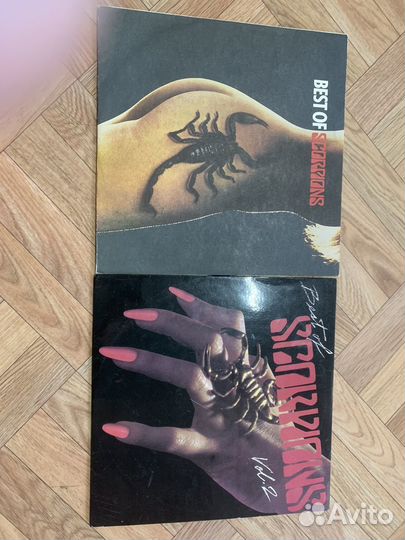 BEST OF SCORPIONS
Best of
SCORPIONS
Vol. 2
Avito